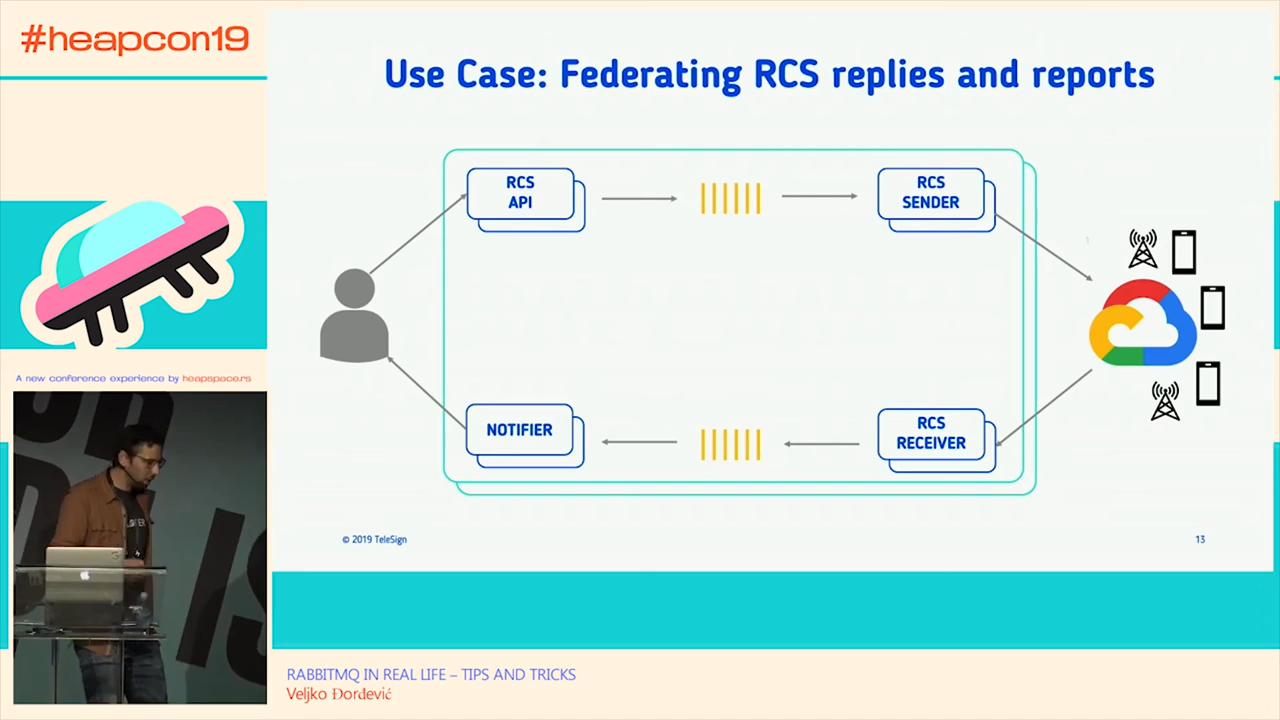 #heapcon19
A new conference experience by heapspace.rs
Use Case: Federating RCS replies and reports
RCS
API
RCS
SENDER
NOTIFIER
RCS
RECEIVER
© 2019 TeleSign
13
RABBITMQ IN REAL LIFE – TIPS AND TRICKS
Veljko Đorđević